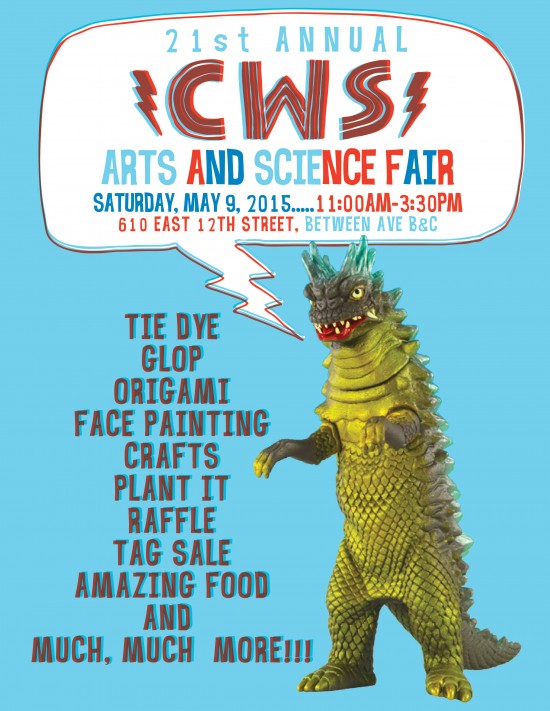 21st ANNUAL
CWS
ARTS AND SCIENCE FAIR
SATURDAY, MAY 9, 2015.....11:00AM-3:30PM
610 EAST 12TH STREET, BETWEEN AVE B&C
TIE DYE
GLOP
ORIGAMI
FACE PAINTING
CRAFTS
PLANT IT
RAFFLE
TAG SALE
AMAZING FOOD
AND
MUCH, MUCH MORE!!!